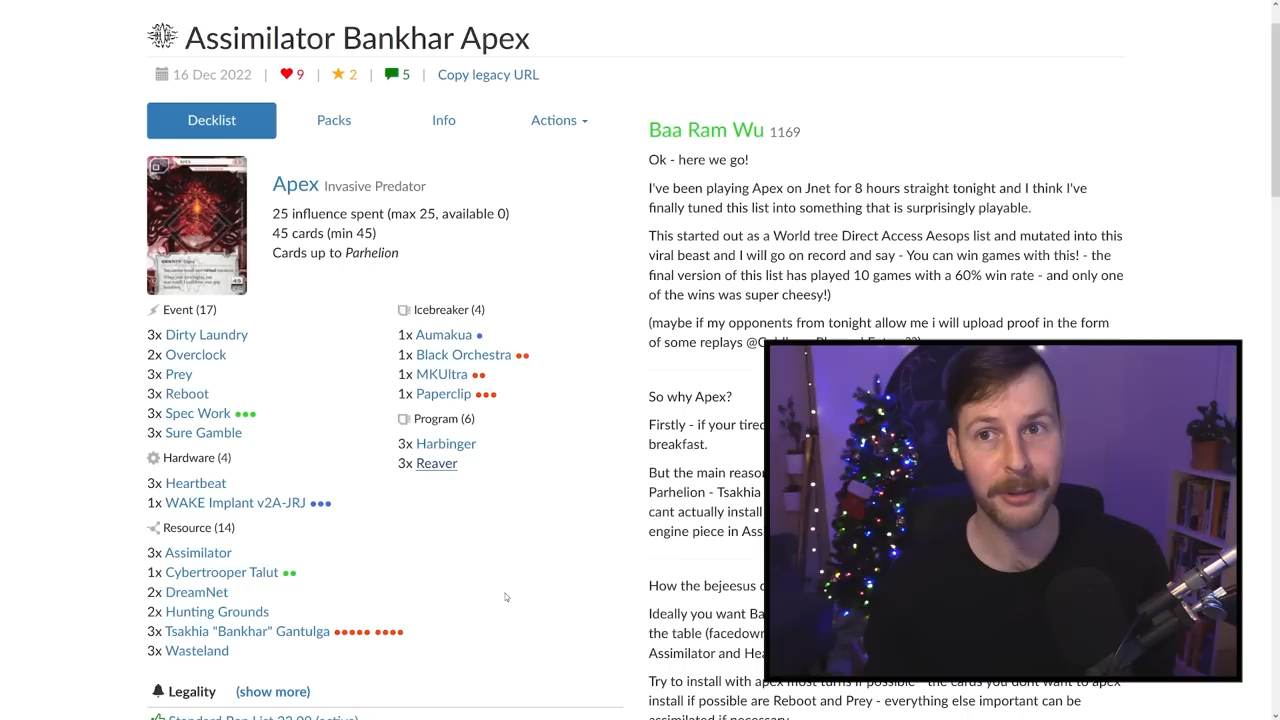 Assimilator Bankhar Apex
16 Dec 2022 | 9 | 2 | 5 | Copy legacy URL
Decklist Packs Info Actions
Apex Invasive Predator
25 influence spent (max 25, available 0)
45 cards (min 45)
Cards up to Parhelion
Event (17)
3x Dirty Laundry
2x Overclock
3x Prey
3x Reboot
3x Spec Work
3x Sure Gamble
Hardware (4)
3x Heartbeat
1x WAKE Implant v2A-JRJ
Resource (14)
3x Assimilator
1x Cybertrooper Talut
2x DreamNet
2x Hunting Grounds
3x Tsakhia "Bankhar" Gantulga
3x Wasteland
Icebreaker (4)
1x Aumakua
1x Black Orchestra
1x MKUltra
1x Paperclip
Program (6)
3x Harbinger
3x Reaver
Legality (show more)
Standard Ban List 22.09 (active)
Baa Ram Wu 1169
Ok - here we go!
I've been playing Apex on Jnet for 8 hours straight tonight and I think I've
finally tuned this list into something that is surprisingly playable.
This started out as a World tree Direct Access Aesops list and mutated into this
viral beast and I will go on record and say - You can win games with this! - the
final version of this list has played 10 games with a 60% win rate - and only one
of the wins was super cheesy!)
(maybe if my opponents from tonight allow me i will upload proof in the form
of some replays
So why Apex?
Firstly - if your tired
breakfast.
But the main reason
Parhelion - Tsakhia
cant actually install
engine piece in
How the bejeesus
Ideally you want
the table (facedown
Assimilator and
Try to install with apex most turns if possible - the cards you dont want to apex
install if possible are Reboot and Prey - everything else important can be
assimilated if necessary